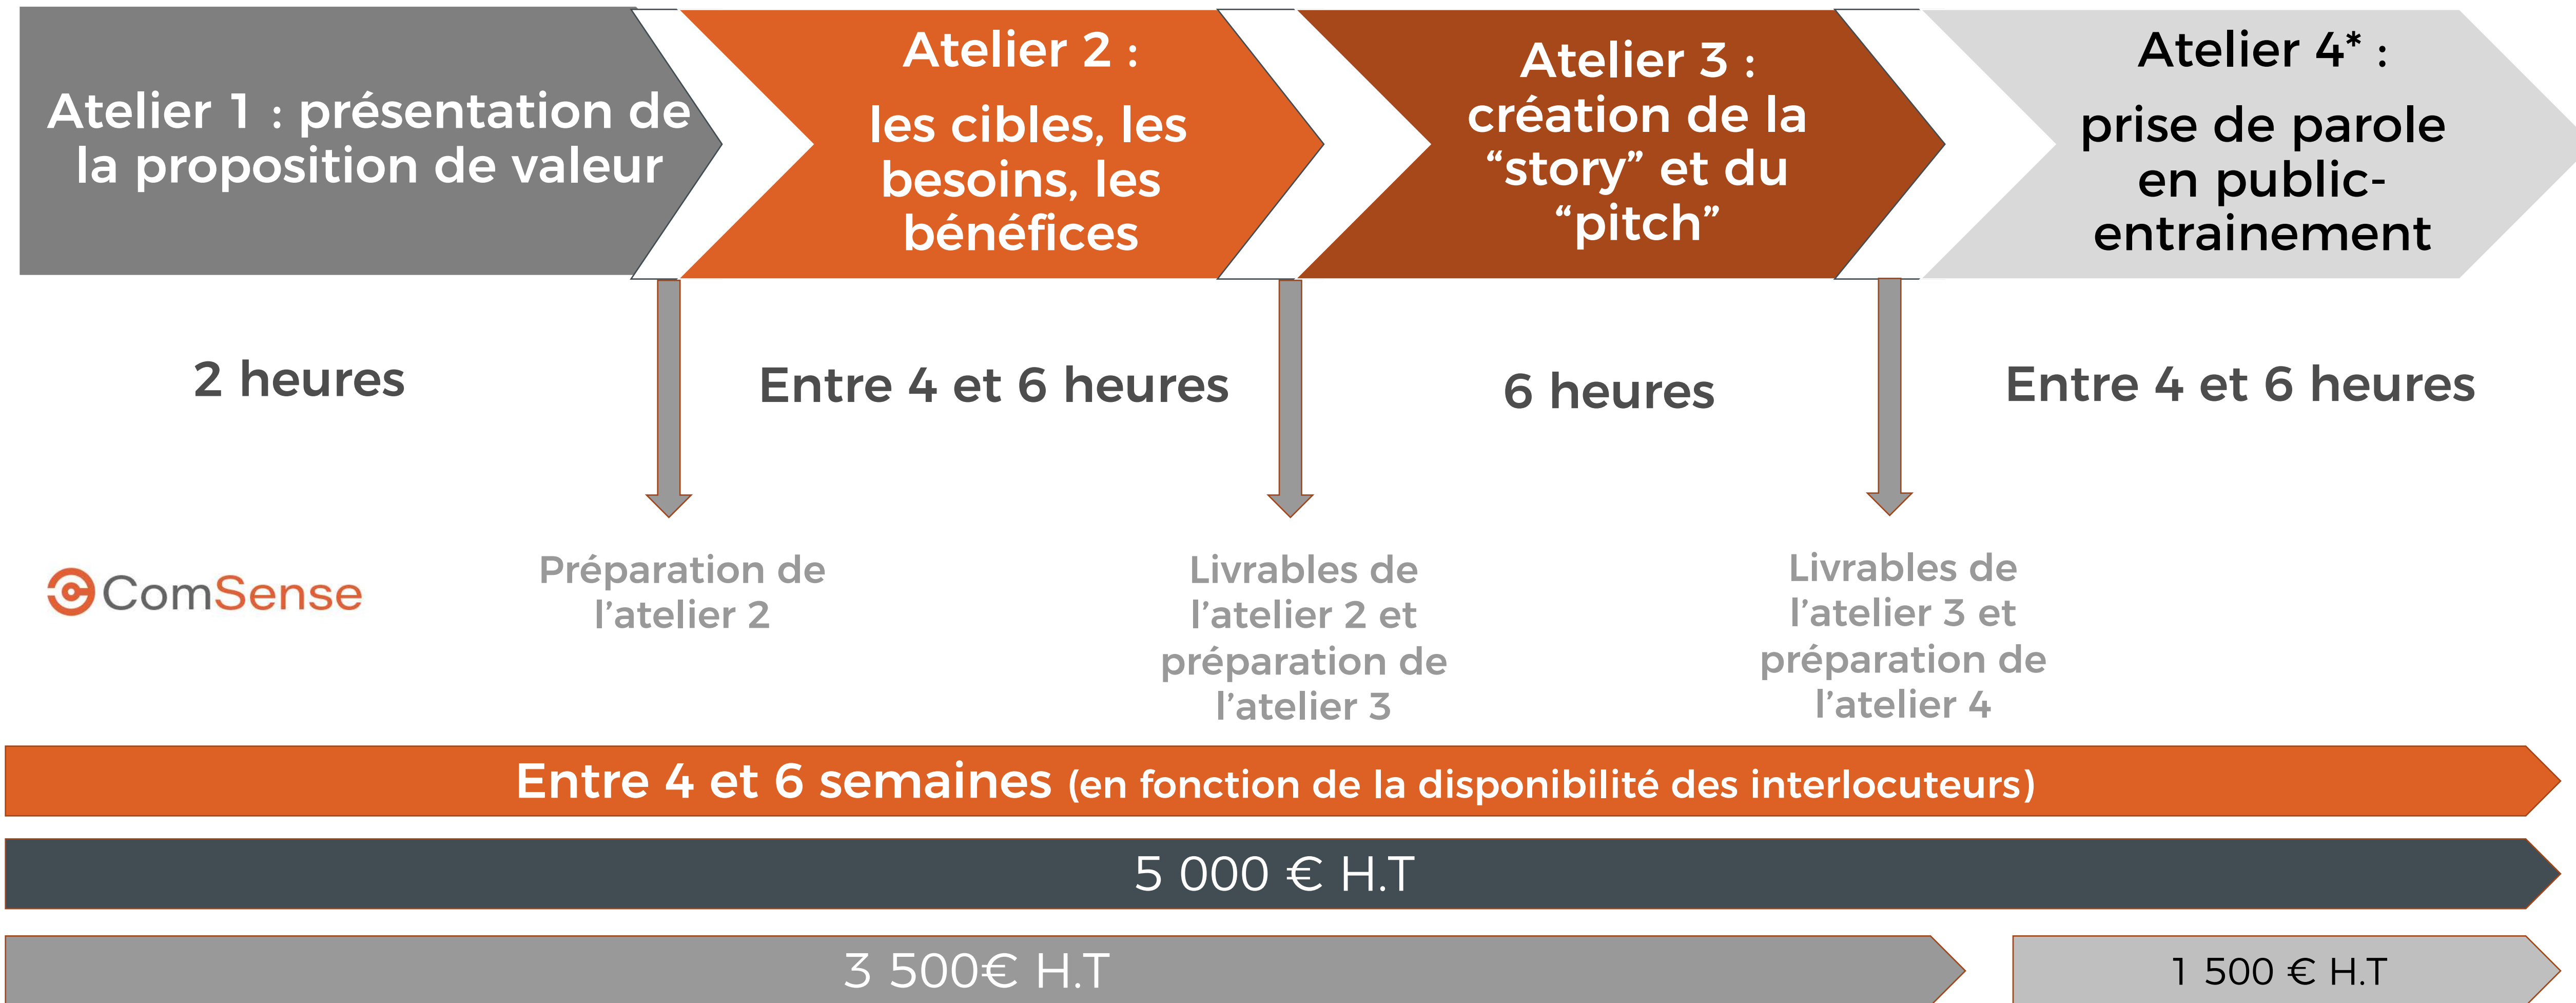 Atelier 1 : présentation de
la proposition de valeur
Atelier 2 :
les cibles, les
besoins, les
bénéfices
Atelier 3 :
création de la
“story” et du
“pitch”
Atelier 4* :
prise de parole
en public-
entrainement
2 heures
Entre 4 et 6 heures
6 heures
Entre 4 et 6 heures
ComSense
Préparation de
l’atelier 2
Livrables de
l’atelier 2 et
préparation de
l’atelier 3
Livrables de
l’atelier 3 et
préparation de
l’atelier 4
Entre 4 et 6 semaines (en fonction de la disponibilité des interlocuteurs)
5 000 € H.T
3 500€ H.T
1 500 € H.T